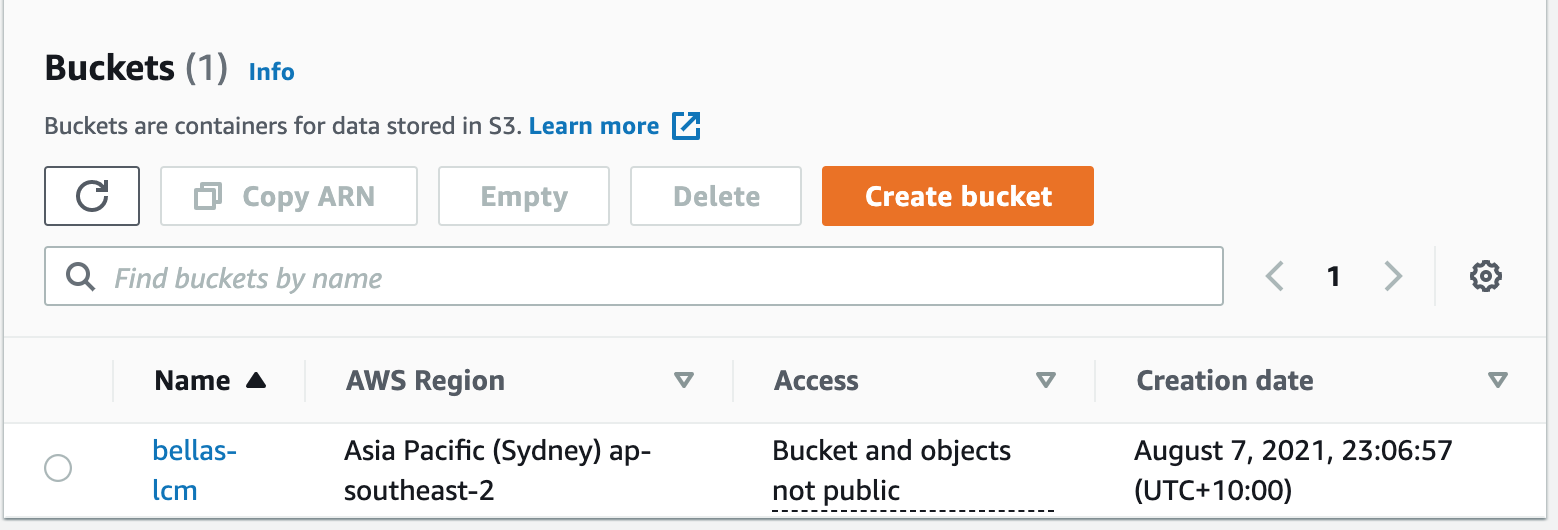 Buckets (1) Info
Buckets are containers for data stored in S3. Learn more
Copy ARN Empty Delete Create bucket
Find buckets by name 1
Name AWS Region Access Creation date
bellas- Asia Pacific (Sydney) ap- Bucket and objects August 7, 2021, 23:06:57
lcm southeast-2 not public (UTC+10:00)